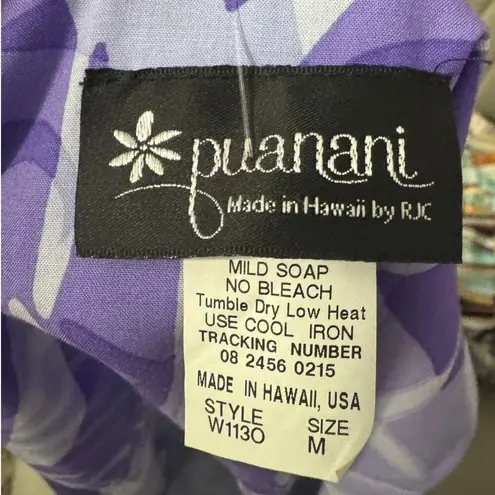 puanani
Made in Hawaii by RJC
MILD SOAP
NO BLEACH
Tumble Dry Low Heat
USE COOL IRON
TRACKING NUMBER
08 2456 0215
MADE IN HAWAII, USA
STYLE SIZE
W1130 M